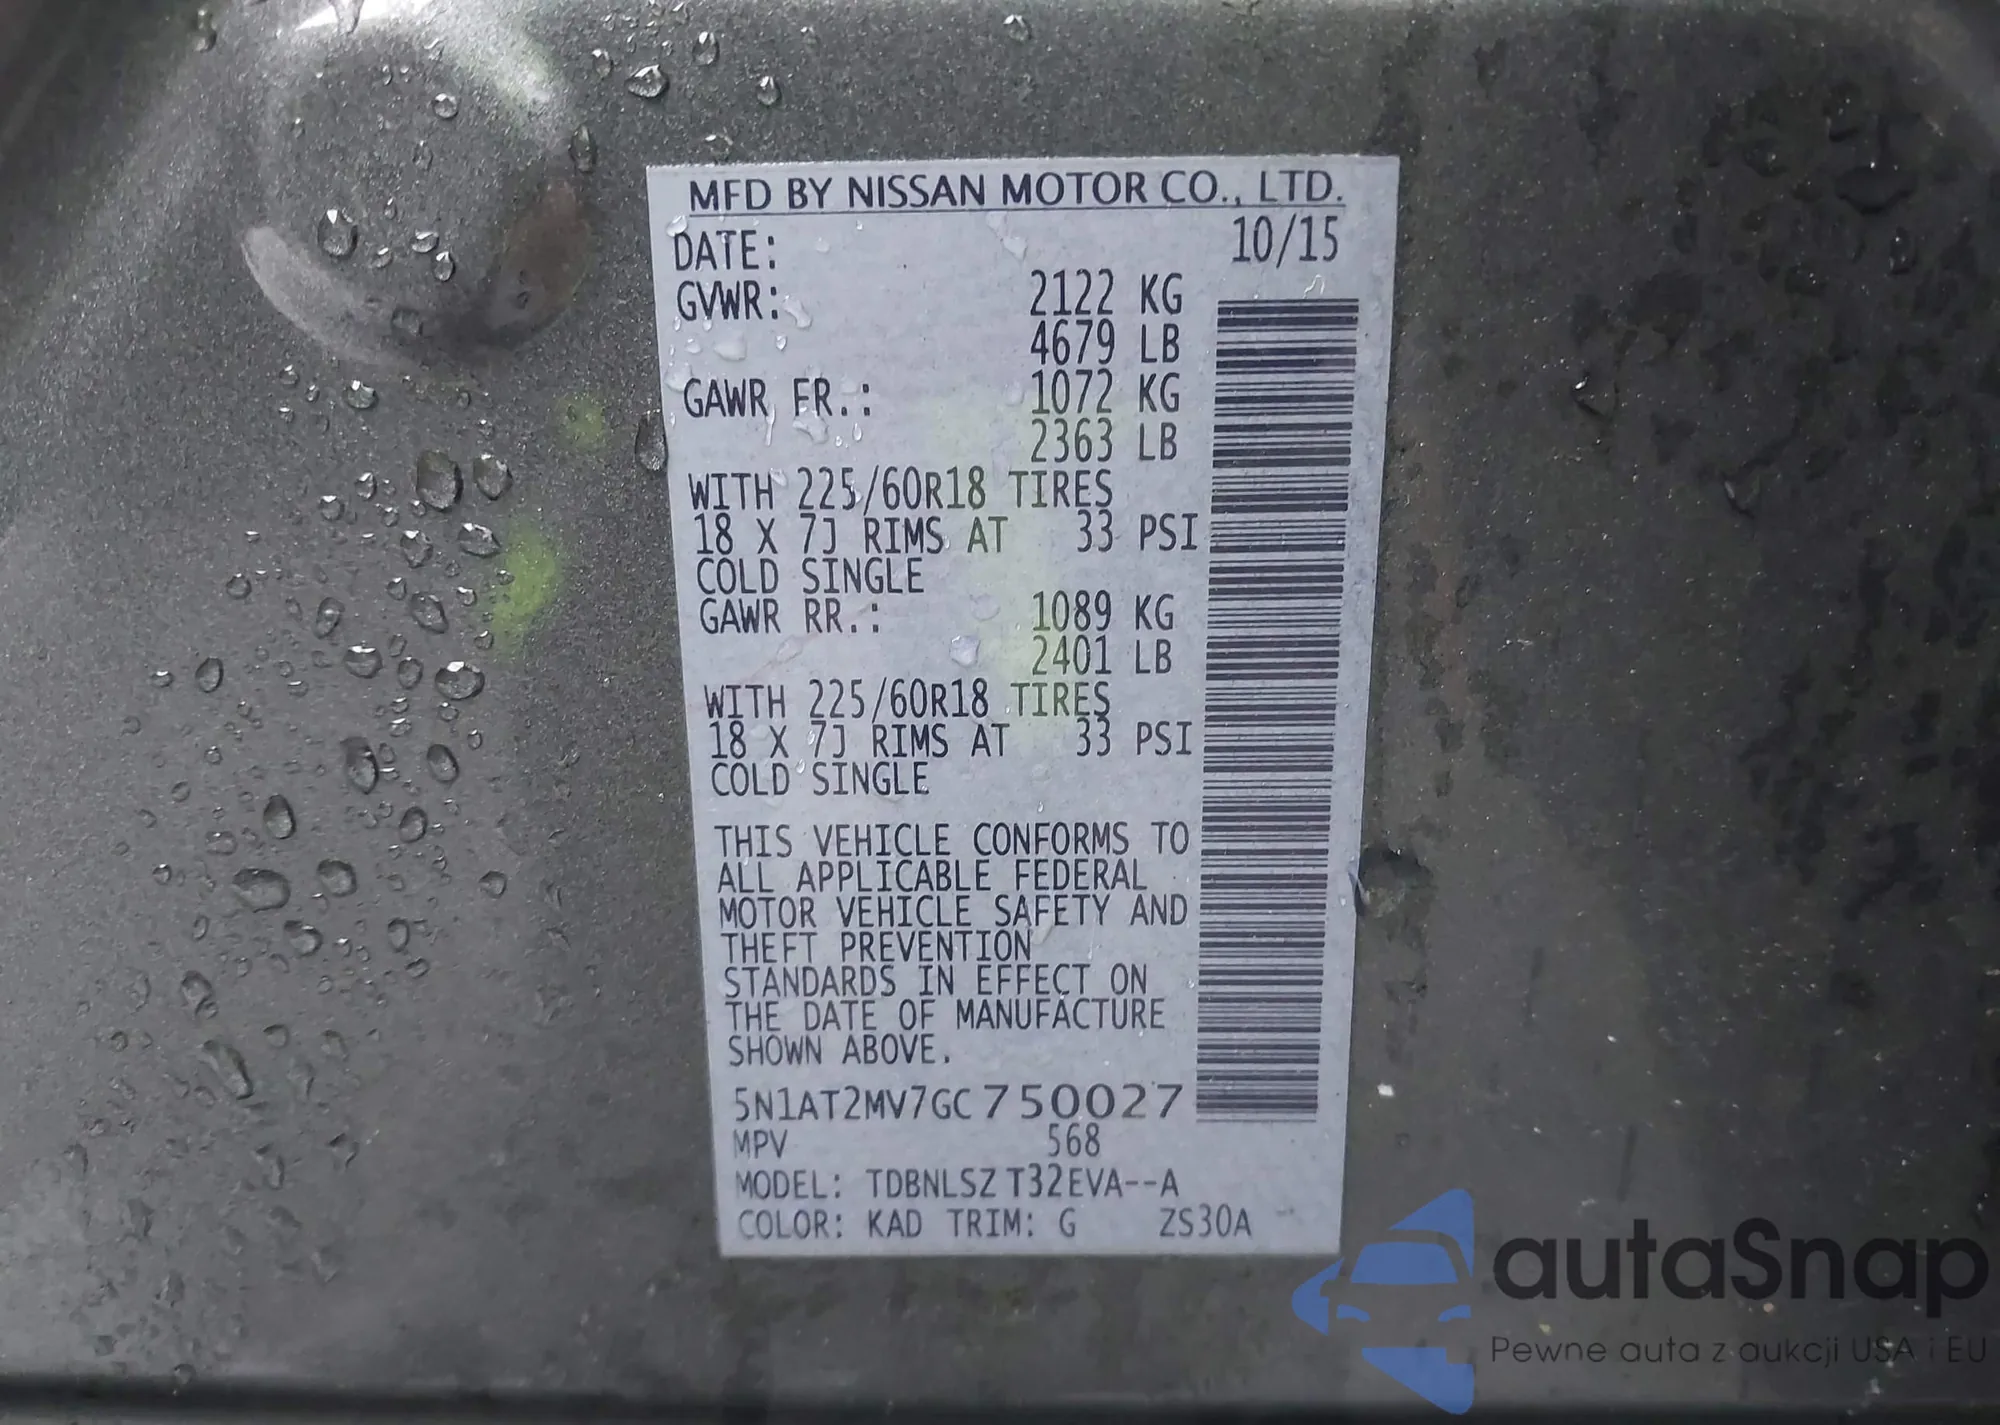 MFD BY NISSAN MOTOR CO., LTD.
DATE: 10/15
GVWR: 2122 KG
4679 LB
GAWR FR.: 1072 KG
2363 LB
WITH 225/60R18 TIRES
18 X 7J RIMS AT 33 PSI
COLD SINGLE
GAWR RR.: 1089 KG
2401 LB
WITH 225/60R18 TIRES
18 X 7J RIMS AT 33 PSI
COLD SINGLE
THIS VEHICLE CONFORMS TO
ALL APPLICABLE FEDERAL
MOTOR VEHICLE SAFETY AND
THEFT PREVENTION
STANDARDS IN EFFECT ON
THE DATE OF MANUFACTURE
SHOWN ABOVE.
5N1AT2MV7GC750027
MPV 568
MODEL: TDBNLSZ T32EVA--A
COLOR: KAD TRIM: G ZS30A
autaSnap
Pewne auta z aukcji USA i EU